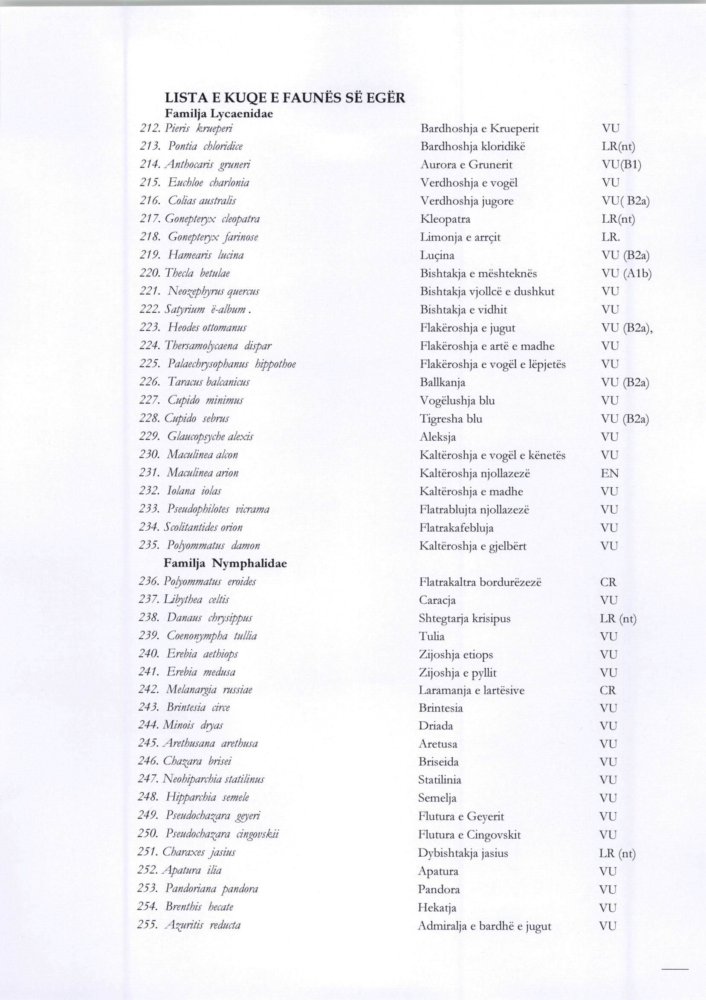 LISTA E KUQE E FAUNËS SË EGËR
Familja Lycaenidae
212. Pieris krueperi Bardhoshja e Krueperit VU
213. Pontia chloridice Bardhoshja kloridikë LR(nt)
214. Anthocaris gruneri Aurora e Grunerit VU(B1)
215. Euchloe charlonia Verdhoshja e vogël VU
216. Colias australis Verdhoshja jugore VU( B2a)
217. Gonepteryx cleopatra Kleopatra LR(nt)
218. Gonepteryx farinose Limonja e arrçit LR.
219. Hamearis lucina Luçina VU (B2a)
220. Thecla betulae Bishtakja e mështeknës VU (A1b)
221. Neozephyrus quercus Bishtakja vjollcë e dushkut VU
222. Satyrium ë-album . Bishtakja e vidhit VU
223. Heodes ottomanus Flakëroshja e jugut VU (B2a),
224. Thersamolycaena dispar Flakëroshja e artë e madhe VU
225. Palaechrysophanus hippothoe Flakëroshja e vogël e lëpjetës VU
226. Taracus balcanicus Ballkanja VU (B2a)
227. Cupido minimus Vogëlushja blu VU
228. Cupido sebrus Tigresha blu VU (B2a)
229. Glaucopsyche alexis Aleksja VU
230. Maculinea alcon Kaltëroshja e vogël e kënetës VU
231. Maculinea arion Kaltëroshja njollazezë EN
232. Iolana iolas Kaltëroshja e madhe VU
233. Pseudophilotes vicrama Flatrablujta njollazezë VU
234. Scolitantides orion Flatrakafebluja VU
235. Polyommatus damon Kaltëroshja e gjelbërt VU
Familja Nymphalidae
236. Polyommatus eroides Flatrakaltra bordurëzezë CR
237. Libythea celtis Caracja VU
238. Danaus chrysippus Shtegtarja krisipus LR (nt)
239. Coenonympha tullia Tulia VU
240. Erebia aethiops Zijoshja etiops VU
241. Erebia medusa Zijoshja e pyllit VU
242. Melanargia russiae Laramanja e lartësive CR
243. Brintesia circe Brintesia VU
244. Minois dryas Driada VU
245. Arethusana arethusa Aretusa VU
246. Chazara brisei Briseida VU
247. Neohiparchia statilinus Statilinia VU
248. Hipparchia semele Semelja VU
249. Pseudochazara geyeri Flutura e Geyerit VU
250. Pseudochazara cingovskii Flutura e Cingovskit VU
251. Charaxes jasius Dybishtakja jasius LR (nt)
252. Apatura ilia Apatura VU
253. Pandoriana pandora Pandora VU
254. Brenthis hecate Hekatja VU
255. Azuritis reducta Admiralja e bardhë e jugut VU